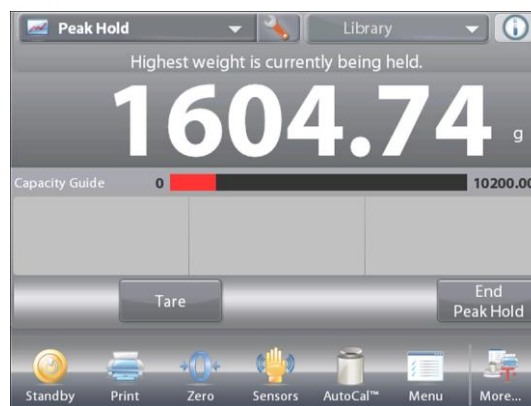 Peak Hold
Library
Highest weight is currently being held.
1604.74 g
Capacity Guide 0 10200.00
Tare
End
Peak Hold
Standby Print Zero Sensors AutoCal™ Menu More...